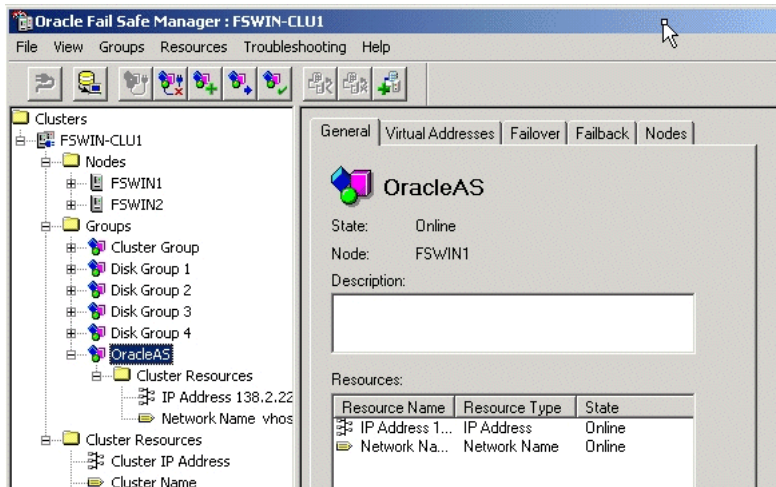 Oracle Fail Safe Manager : FSWIN-CLU1
File View Groups Resources Troubleshooting Help
Clusters
FSWIN-CLU1
Nodes
FSWIN1
FSWIN2
Groups
Cluster Group
Disk Group 1
Disk Group 2
Disk Group 3
Disk Group 4
OracleAS
Cluster Resources
IP Address 138.2.22
Network Name vhos
Cluster Resources
Cluster IP Address
Cluster Name
General Virtual Addresses Failover Failback Nodes
OracleAS
State: Online
Node: FSWIN1
Description:
Resources:
Resource Name Resource Type State
IP Address 1... IP Address Online
Network Na... Network Name Online